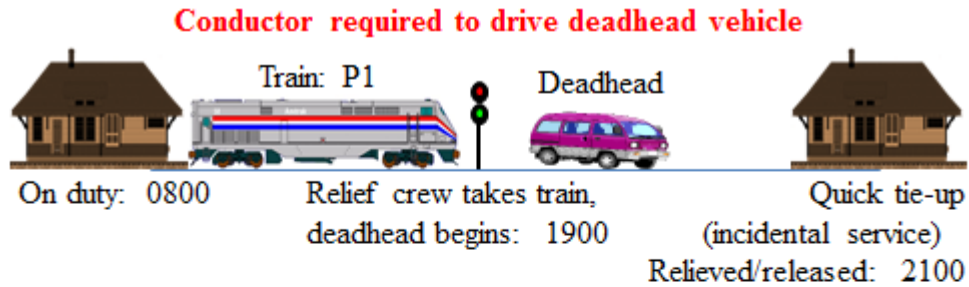 Conductor required to drive deadhead vehicle
Train: P1
Deadhead
On duty: 0800
Relief crew takes train,
deadhead begins: 1900
Quick tie-up
(incidental service)
Relieved/released: 2100